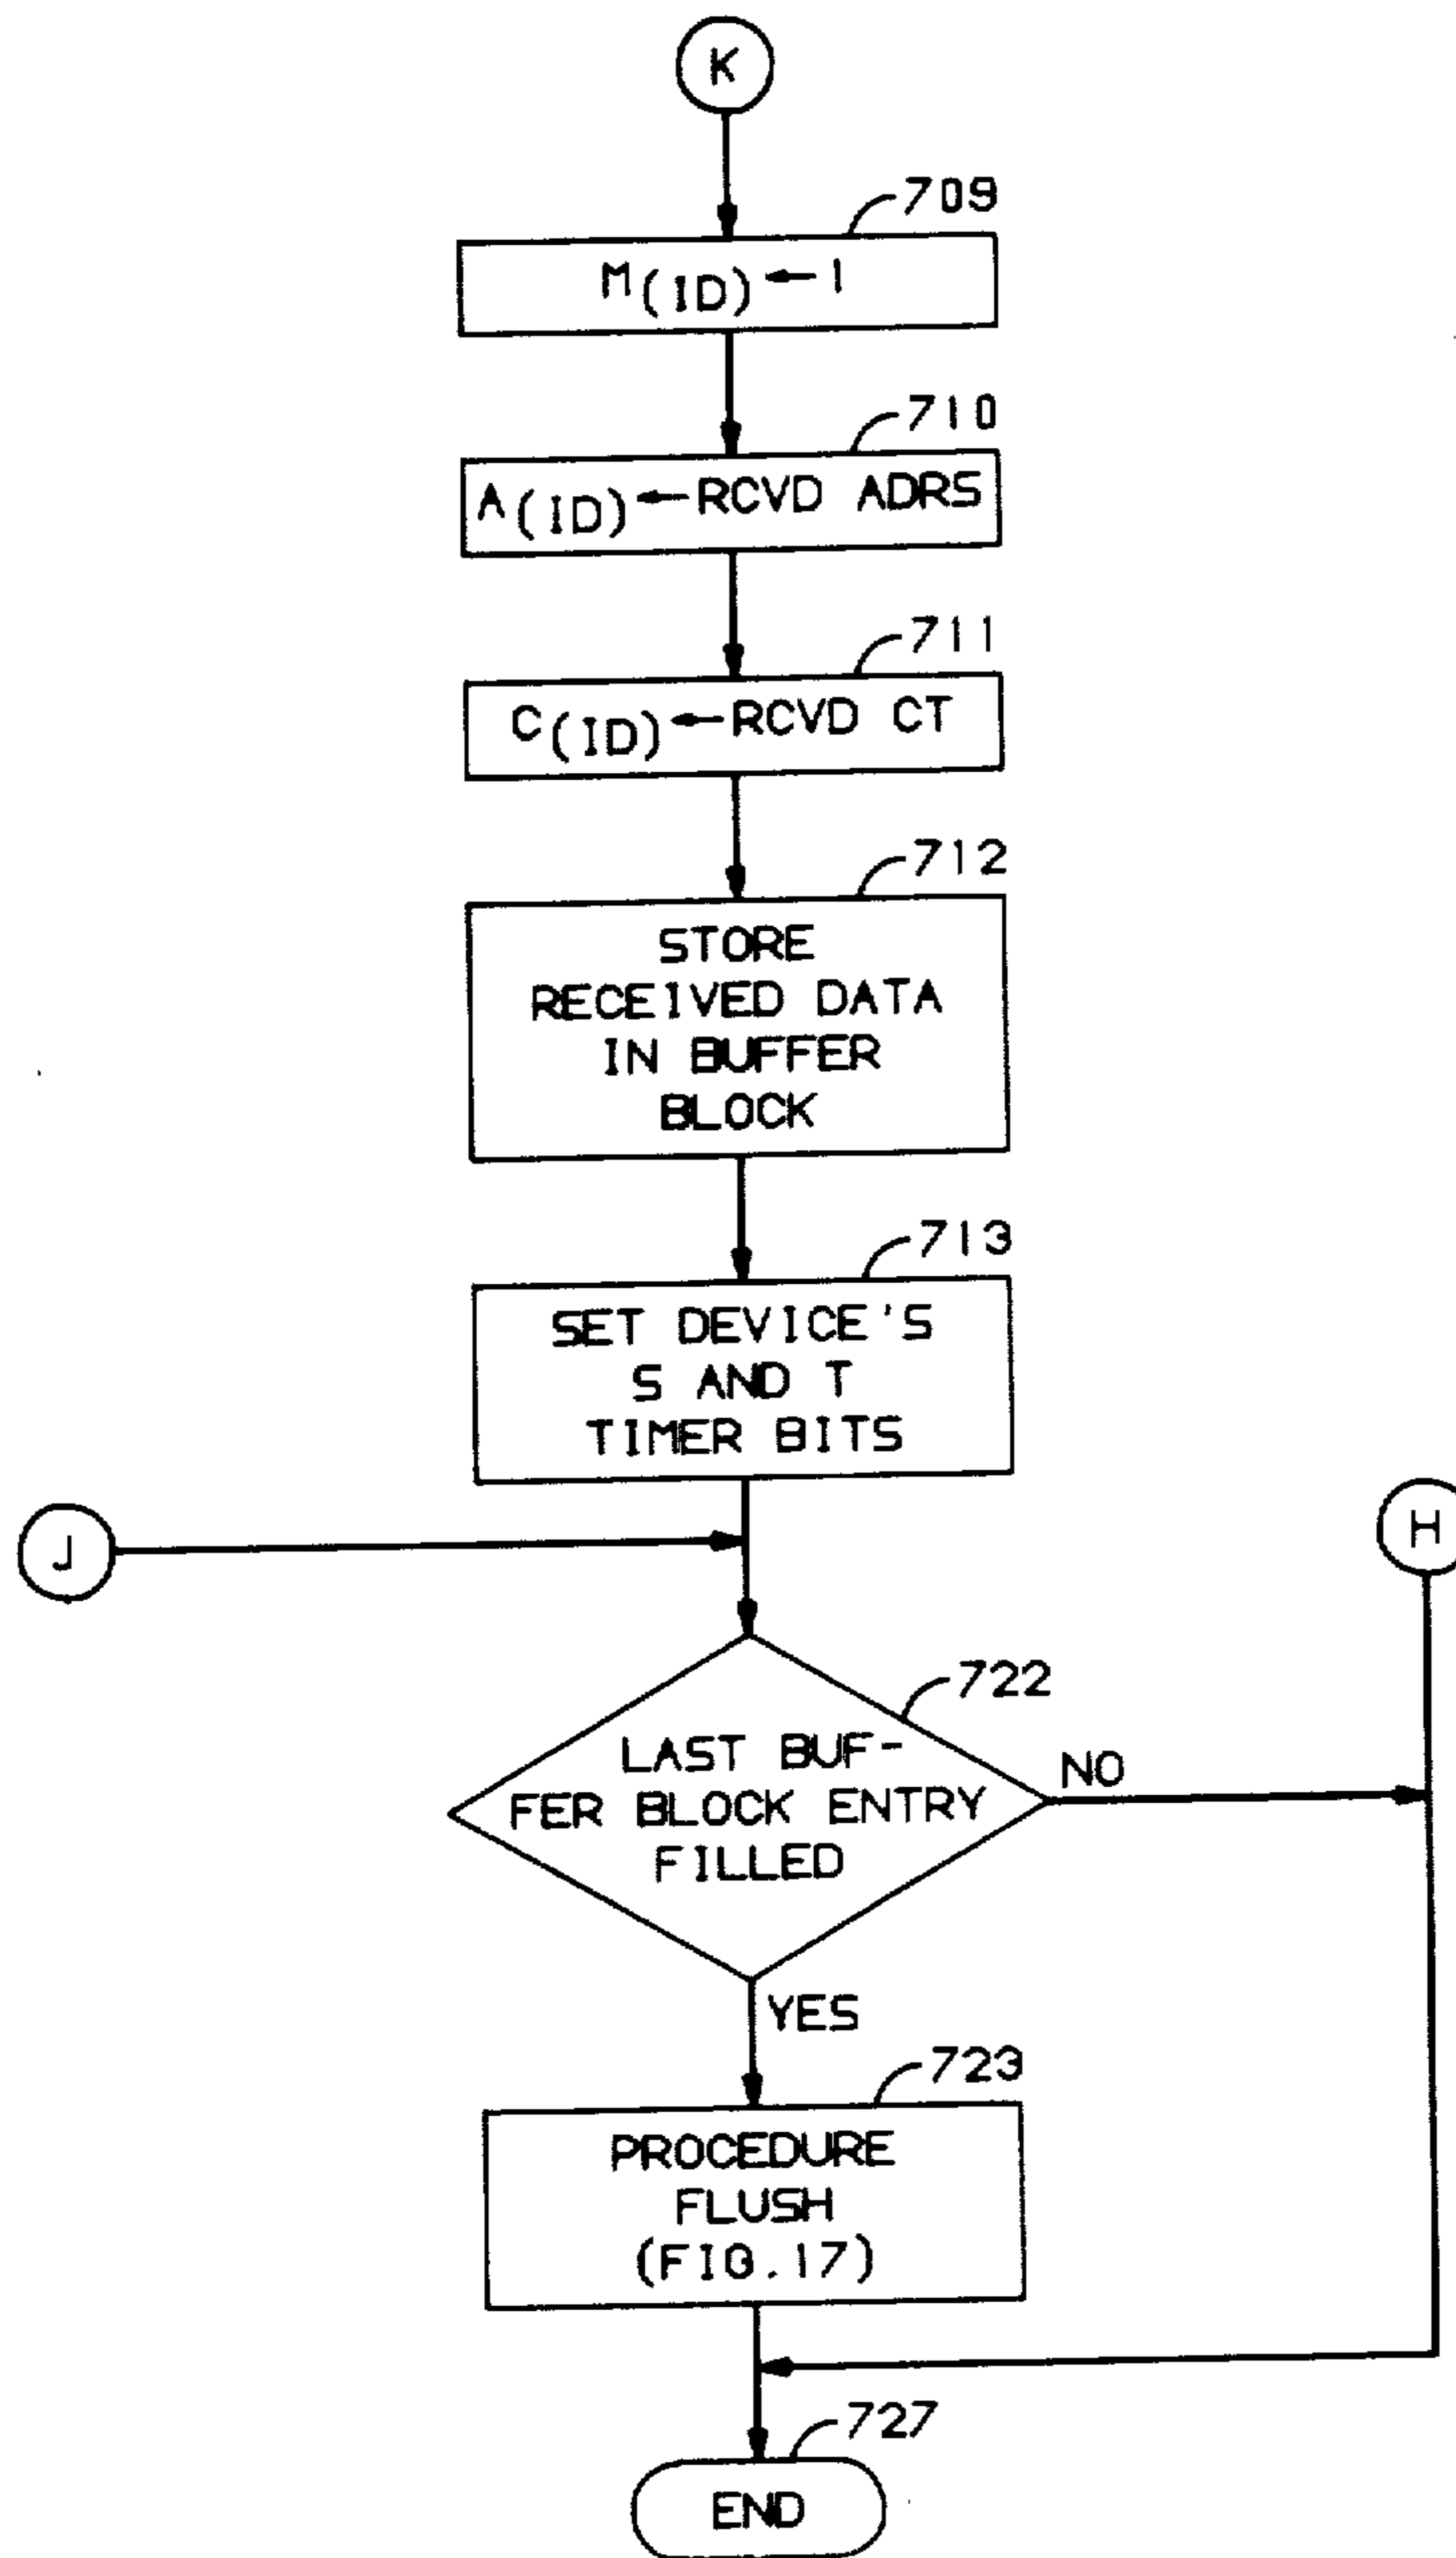 K
709
M(ID) ← 1
710
A(ID) ← RCVD ADRS
711
C(ID) ← RCVD CT
712
STORE
RECEIVED DATA
IN BUFFER
BLOCK
713
SET DEVICE'S
S AND T
TIMER BITS
J
H
722
LAST BUF-
FER BLOCK ENTRY
FILLED
NO
YES
723
PROCEDURE
FLUSH
(FIG.17)
727
END